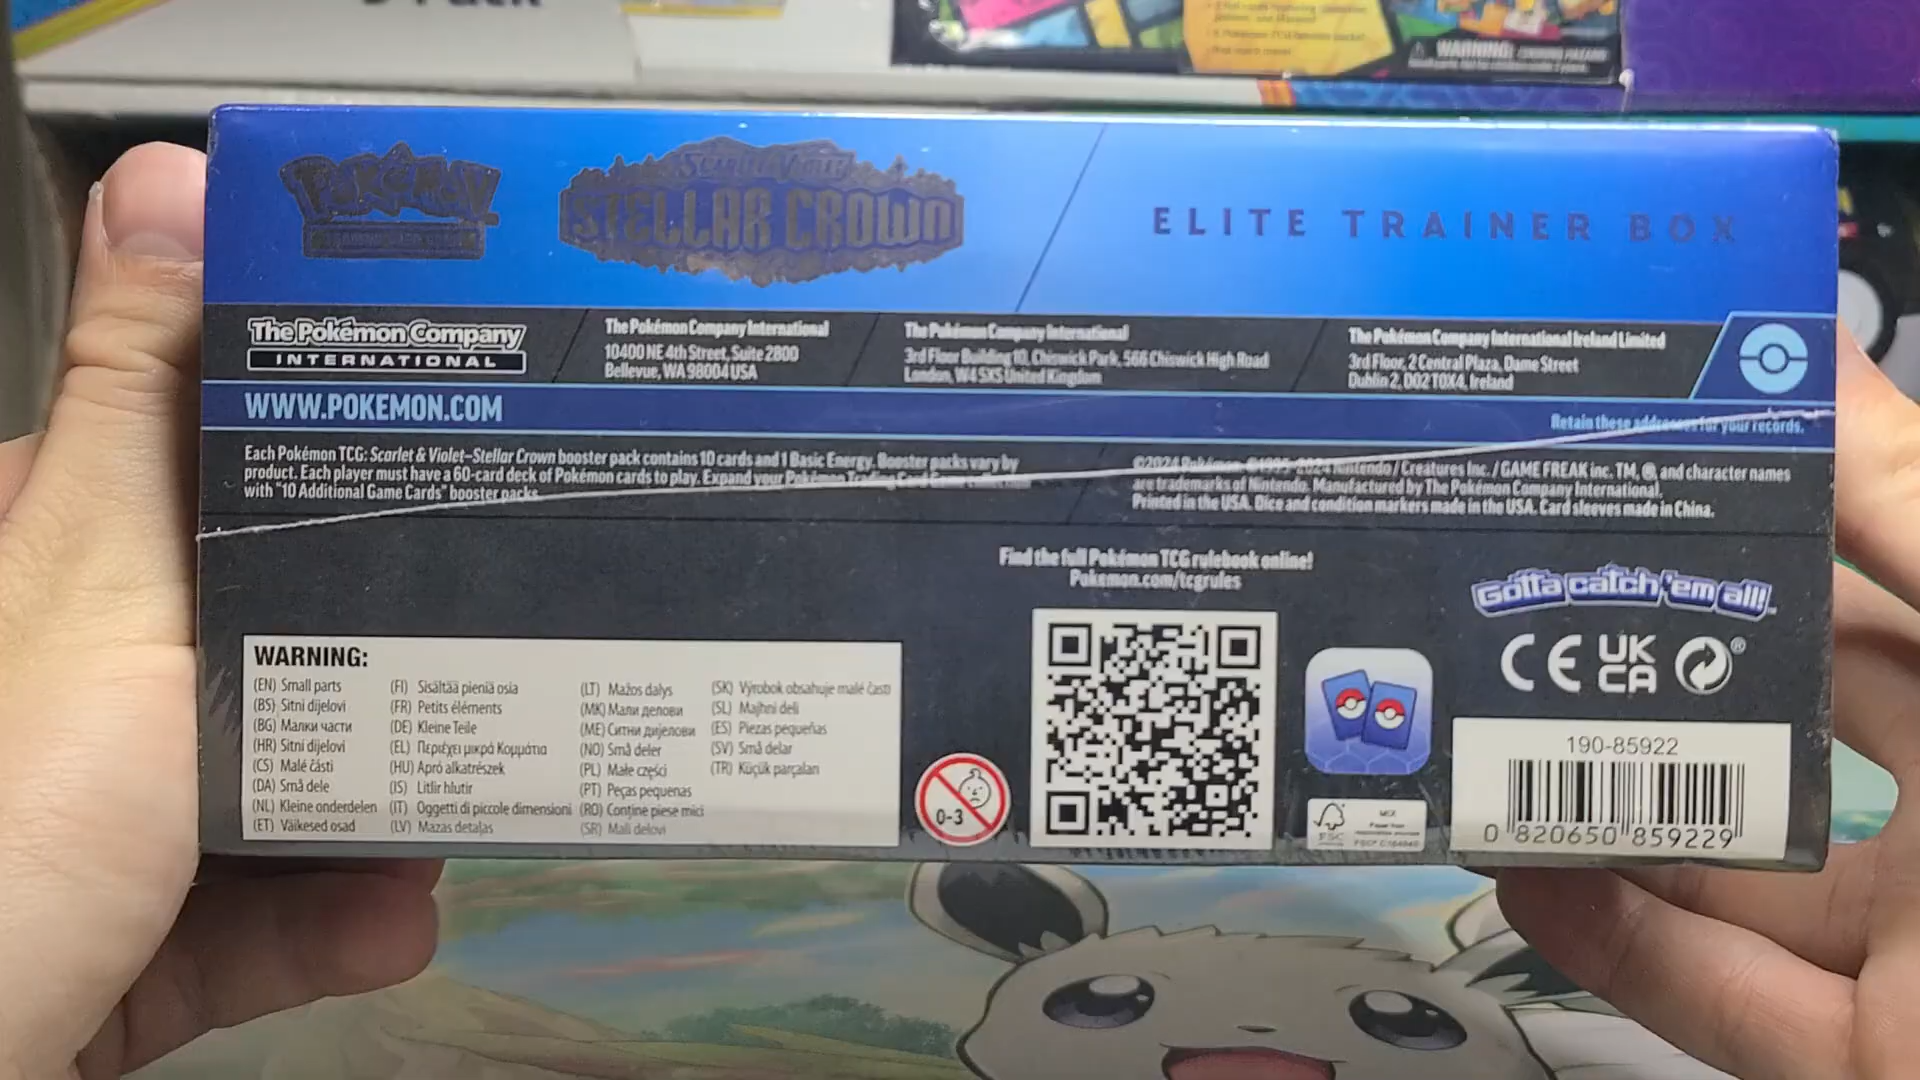 WARNING:
POKÉMON
Scarlet & Violet
STELLAR CROWN
ELITE TRAINER BOX
The Pokémon Company
INTERNATIONAL
The Pokémon Company International
10400 NE 4th Street, Suite 2800
Bellevue, WA 98004 USA
The Pokémon Company International
3rd Floor Building 10, Chiswick Park, 566 Chiswick High Road
London, W4 5XS United Kingdom
The Pokémon Company International Ireland Limited
3rd Floor, 2 Central Plaza, Dame Street
Dublin 2, D02 T0X4, Ireland
WWW.POKEMON.COM
Retain these addresses for your records.
Each Pokémon TCG: Scarlet & Violet–Stellar Crown booster pack contains 10 cards and 1 Basic Energy. Booster packs vary by
product. Each player must have a 60-card deck of Pokémon cards to play. Expand your Pokémon Trading Card Game
with "10 Additional Game Cards" booster packs.
©2024 Pokémon. ©1995–2024 Nintendo / Creatures Inc. / GAME FREAK inc. TM, ®, and character names
are trademarks of Nintendo. Manufactured by The Pokémon Company International.
Printed in the USA. Dice and condition markers made in the USA. Card sleeves made in China.
Find the full Pokémon TCG rulebook online!
Pokemon.com/tcgrules
Gotta catch 'em all!
CE UK CA
WARNING:
(EN) Small parts
(BS) Sitni dijelovi
(BG) Малки части
(HR) Sitni dijelovi
(CS) Malé části
(DA) Små dele
(NL) Kleine onderdelen
(ET) Väikesed osad
(FI) Sisältää pieniä osia
(FR) Petits éléments
(DE) Kleine Teile
(EL) Περιέχει μικρά Κομμάτια
(HU) Apró alkatrészek
(IS) Litlir hlutir
(IT) Oggetti di piccole dimensioni
(LV) Mazas detaļas
(LT) Mažos dalys
(MK) Мали делови
(ME) Ситни дијелови
(NO) Små deler
(PL) Małe części
(PT) Peças pequenas
(RO) Conține piese mici
(SR) Mali delovi
(SK) Výrobok obsahuje malé časti
(SL) Majhni deli
(ES) Piezas pequeñas
(SV) Små delar
(TR) Küçük parçaları
0-3
FSC
MIX
190-85922
0 820650 859229